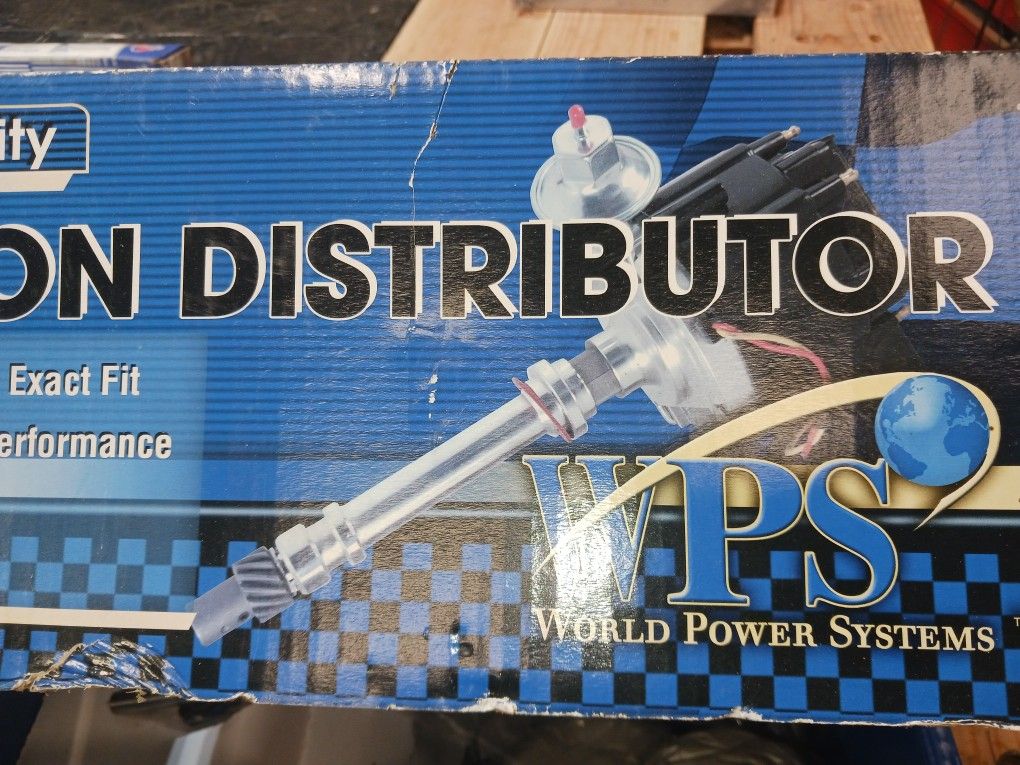 ity
ON DISTRIBUTOR
Exact Fit
erformance
WPS
WORLD POWER SYSTEMS